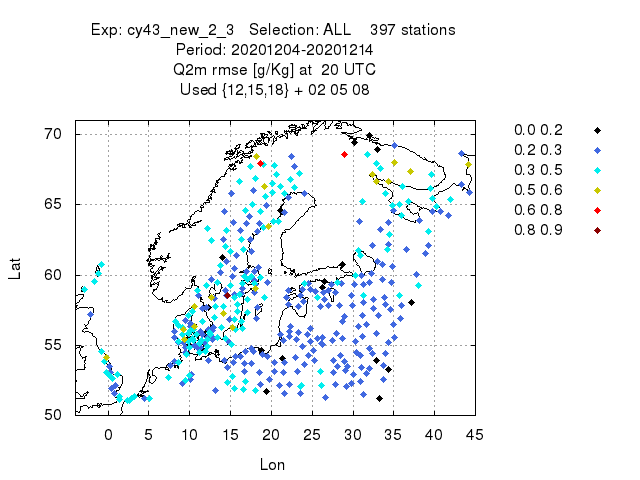 Exp: cy43_new_2_3 Selection: ALL 397 stations
Period: 20201204-20201214
Q2m rmse [g/Kg] at 20 UTC
Used {12,15,18} + 02 05 08
70
65
60
55
50
Lat
0 5 10 15 20 25 30 35 40 45
Lon
0.0 0.2
0.2 0.3
0.3 0.5
0.5 0.6
0.6 0.8
0.8 0.9